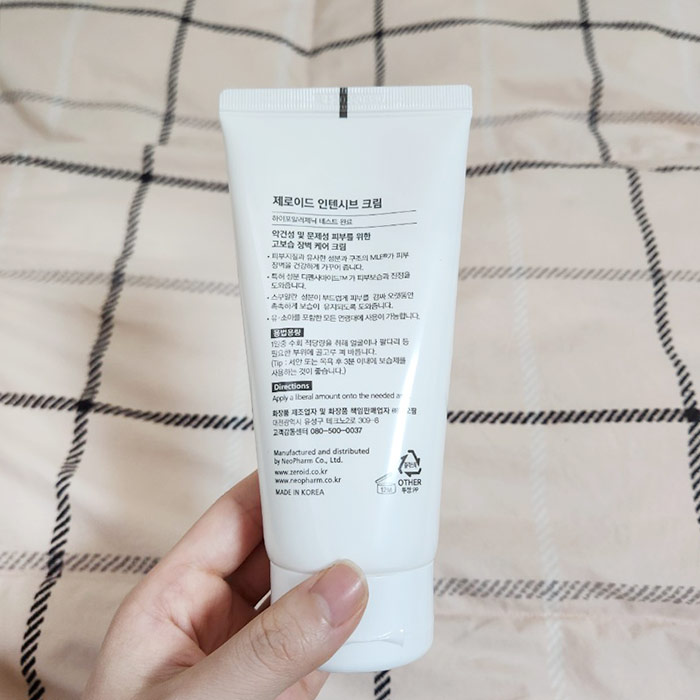 제로이드 인텐시브 크림
하이포알러제닉 테스트 완료
악건성 및 문제성 피부를 위한
고보습 장벽 케어 크림
• 피부지질과 유사한 성분과 구조의 MLE®가 피부
장벽을 건강하게 가꾸어 줍니다.
• 특허 성분 디펜사마이드™가 피부보습과 진정을
도와줍니다.
• 스쿠알란 성분이 부드럽게 피부를 감싸 오랫동안
촉촉하게 보습이 유지되도록 도와줍니다.
• 유·소아를 포함한 모든 연령대에 사용이 가능합니다.
용법용량
1일중 수회 적당량을 취해 얼굴이나 팔다리 등
필요한 부위에 골고루 펴 바릅니다.
(Tip : 세안 또는 목욕 후 3분 이내에 보습제를
사용하는 것이 좋습니다.)
Directions
Apply a liberal amount onto the needed
화장품 제조업자 및 화장품 책임판매업자
대전광역시 유성구 테크노2로 309-8
고객감동센터 080-500-0037
Manufactured and distributed
by NeoPharm Co., Ltd.
www.zeroid.co.kr
www.neopharm.co.kr
MADE IN KOREA
12M
OTHER